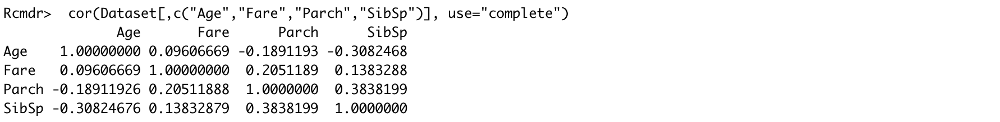 Rcmdr>  cor(Dataset[,c("Age","Fare","Parch","SibSp")], use="complete")
              Age       Fare      Parch      SibSp
Age    1.00000000 0.09606669 -0.1891193 -0.3082468
Fare   0.09606669 1.00000000  0.2051189  0.1383288
Parch -0.18911926 0.20511888  1.0000000  0.3838199
SibSp -0.30824676 0.13832879  0.3838199  1.0000000